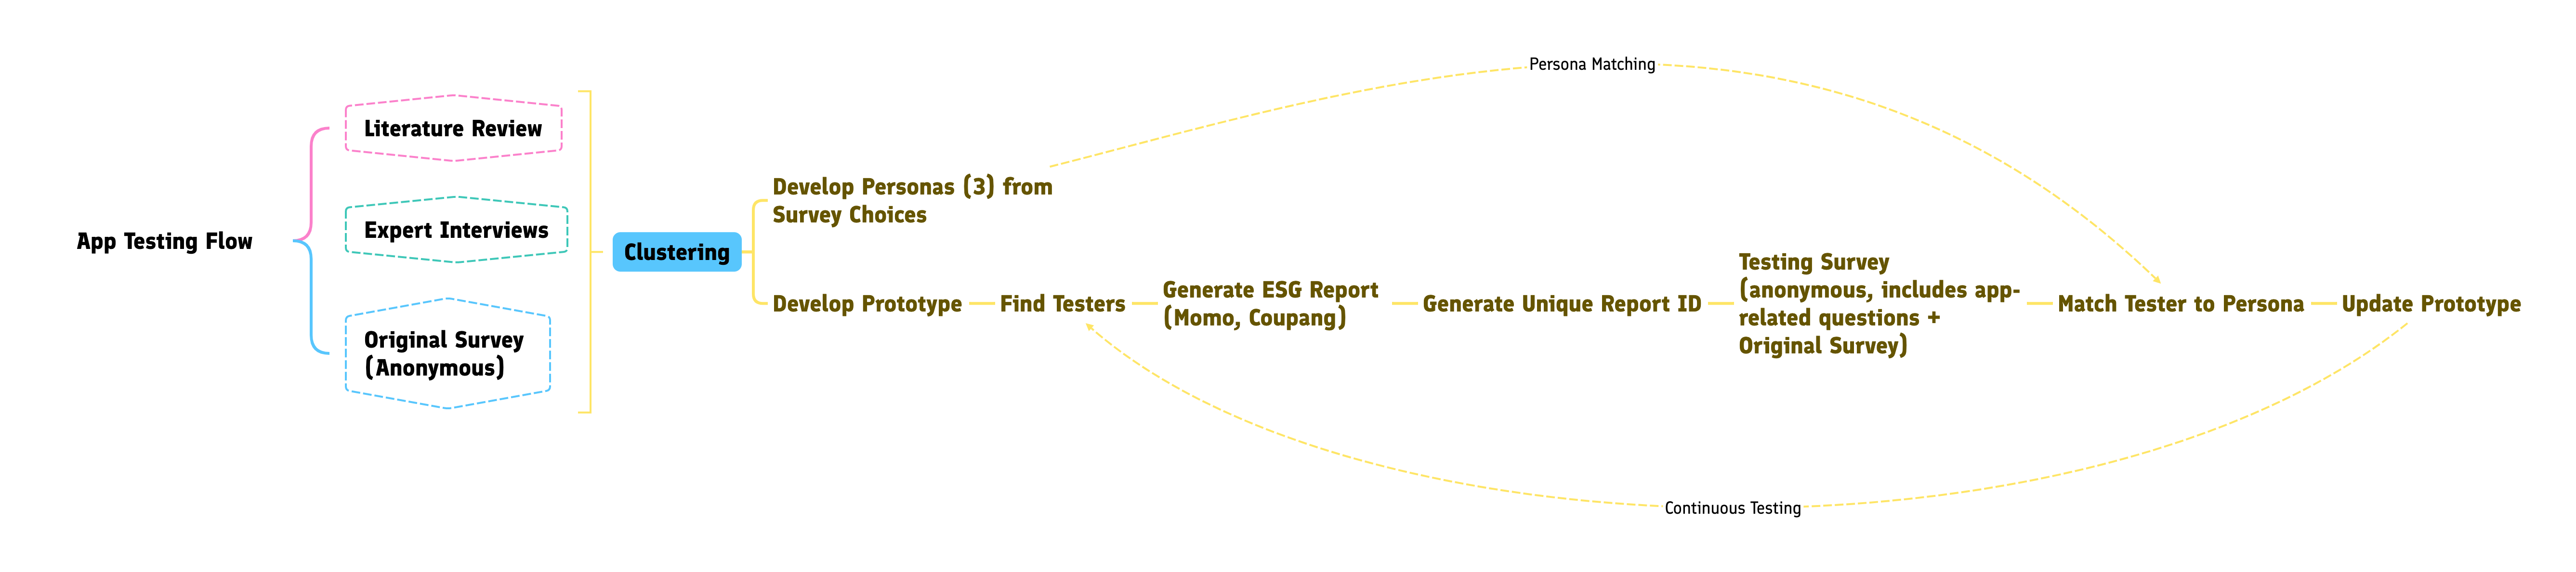 App Testing Flow
Literature Review
Expert Interviews
Original Survey
(Anonymous)
Clustering
Develop Personas (3) from
Survey Choices
Persona Matching
Develop Prototype
Find Testers
Generate ESG Report
(Momo, Coupang)
Generate Unique Report ID
Testing Survey
(anonymous, includes app-
related questions +
Original Survey)
Match Tester to Persona
Update Prototype
Continuous Testing